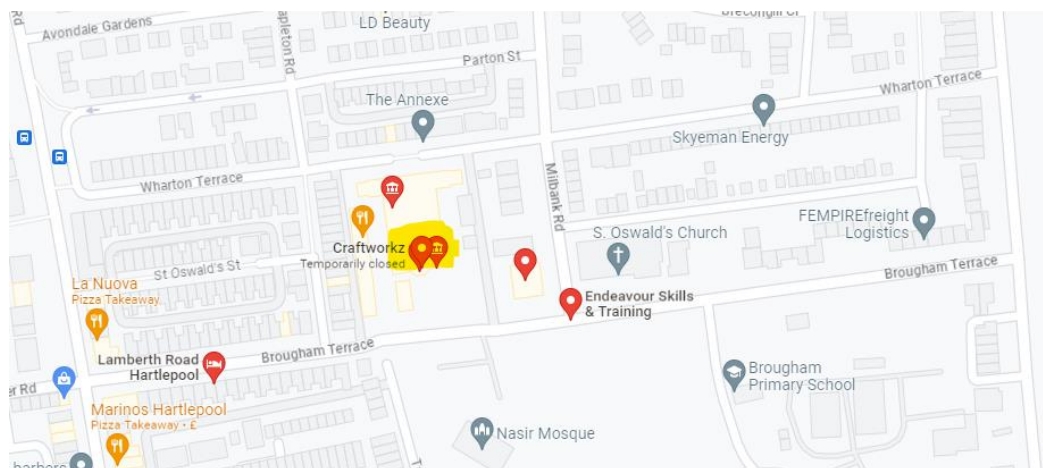 Rd
Avondale Gardens
LD Beauty
Parton St
The Annexe
Wharton Terrace
Skyeman Energy
Wharton Terrace
Milbank Rd
FEMPIREfreight
Logistics
S. Oswald's Church
Craftworkz
Temporarily closed
St Oswald's St
La Nuova
Pizza Takeaway
Brougham Terrace
Endeavour Skills
& Training
Brougham Terrace
Lamberth Road
Hartlepool
Brougham
Primary School
Marinos Hartlepool
Pizza Takeaway • £
Nasir Mosque